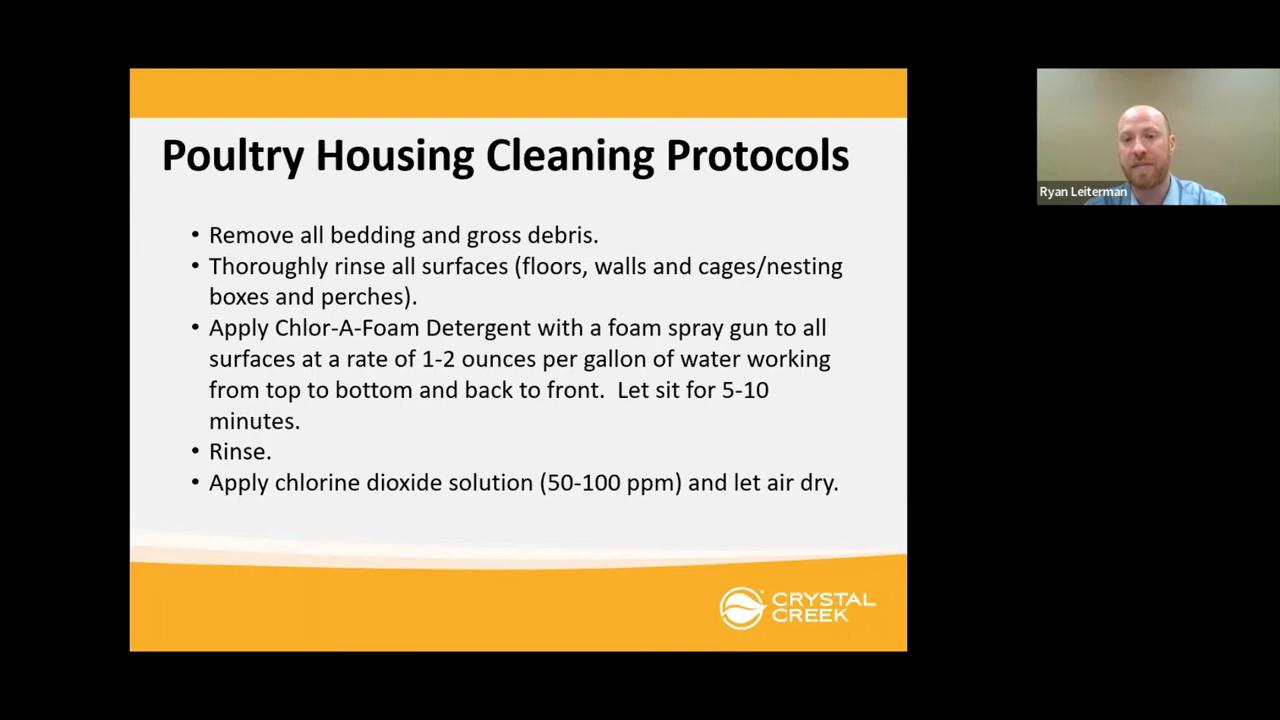 Poultry Housing Cleaning Protocols
• Remove all bedding and gross debris.
• Thoroughly rinse all surfaces (floors, walls and cages/nesting
boxes and perches).
• Apply Chlor-A-Foam Detergent with a foam spray gun to all
surfaces at a rate of 1-2 ounces per gallon of water working
from top to bottom and back to front.  Let sit for 5-10
minutes.
• Rinse.
• Apply chlorine dioxide solution (50-100 ppm) and let air dry.
CRYSTAL
CREEK
Ryan Leiterman